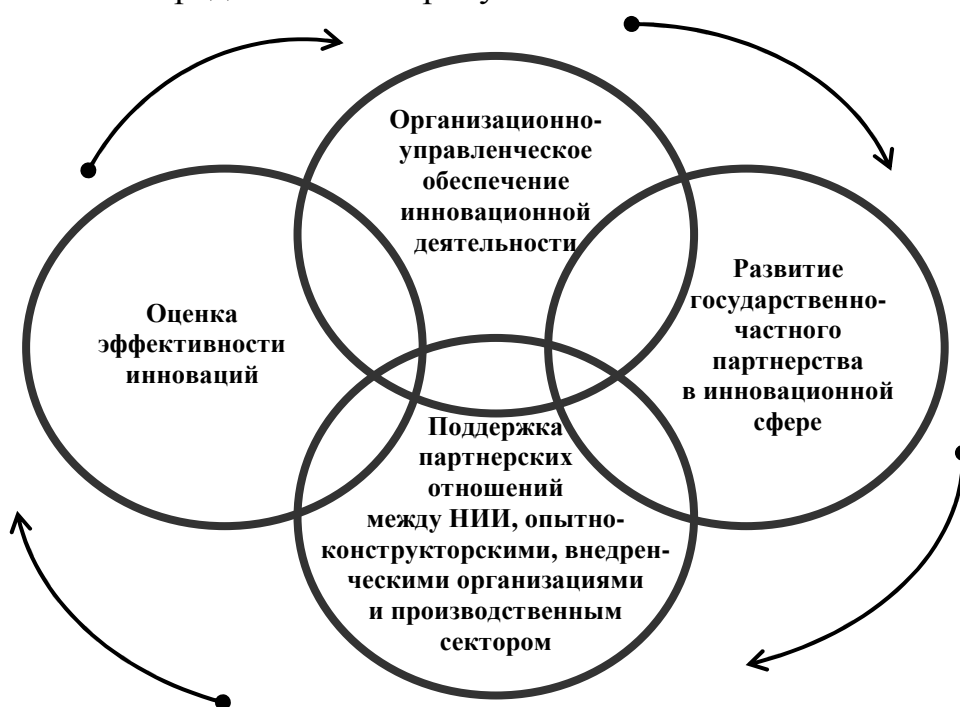 Организационно-
управленческое
обеспечение
инновационной
деятельности
Развитие
государственно-
частного
партнерства
в инновационной
сфере
Оценка
эффективности
инноваций
Поддержка
партнерских
отношений
между НИИ, опытно-
конструкторскими, внедрен-
ческими организациями
и производственным
сектором